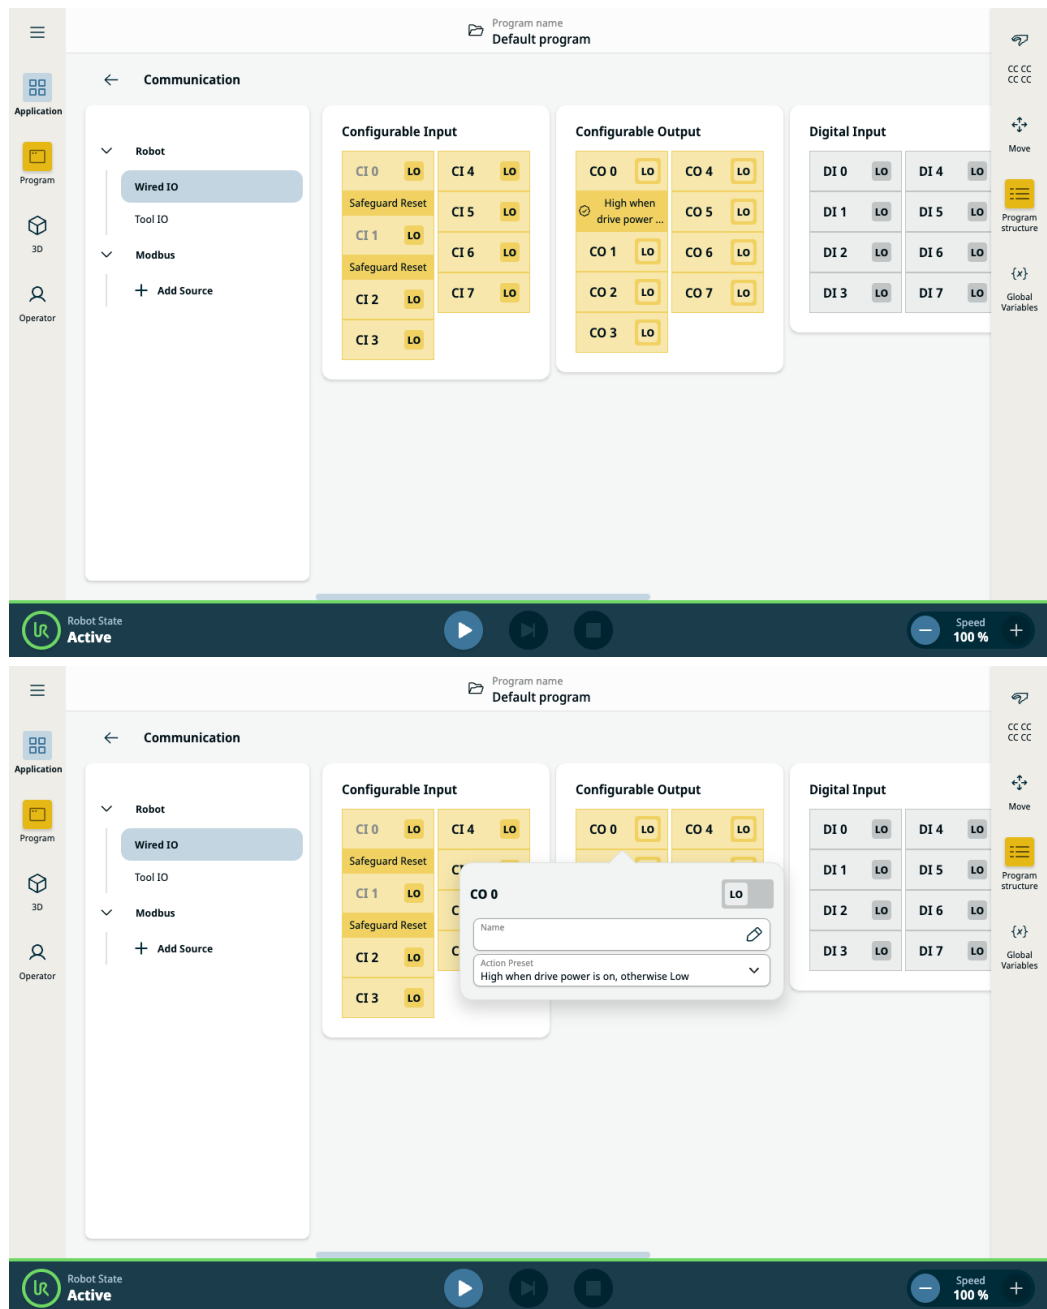 Program name
Default program
Application
Program
3D
Operator
Communication
Robot
Wired IO
Tool IO
Modbus
Add Source
Configurable Input
CI 0 LO CI 4 LO
Safeguard Reset
CI 5 LO
CI 1 LO
CI 6 LO
Safeguard Reset
CI 2 LO CI 7 LO
CI 3 LO
Configurable Output
CO 0 LO CO 4 LO
High when
drive power ...
CO 5 LO
CO 1 LO CO 6 LO
CO 2 LO CO 7 LO
CO 3 LO
Digital Input
DI 0 LO DI 4 LO
DI 1 LO DI 5 LO
DI 2 LO DI 6 LO
DI 3 LO DI 7 LO
CC CC
CC CC
Move
Program
structure
{x}
Global
Variables
Robot State
Active
Speed
100 %
Program name
Default program
Application
Program
3D
Operator
Communication
Robot
Wired IO
Tool IO
Modbus
Add Source
Configurable Input
CI 0 LO CI 4 LO
Safeguard Reset
CI 1 LO
Safeguard Reset
CI 2 LO
CI 3 LO
Configurable Output
CO 0 LO CO 4 LO
CO 0 LO
Name
Action Preset
High when drive power is on, otherwise Low
Digital Input
DI 0 LO DI 4 LO
DI 1 LO DI 5 LO
DI 2 LO DI 6 LO
DI 3 LO DI 7 LO
CC CC
CC CC
Move
Program
structure
{x}
Global
Variables
Robot State
Active
Speed
100 %